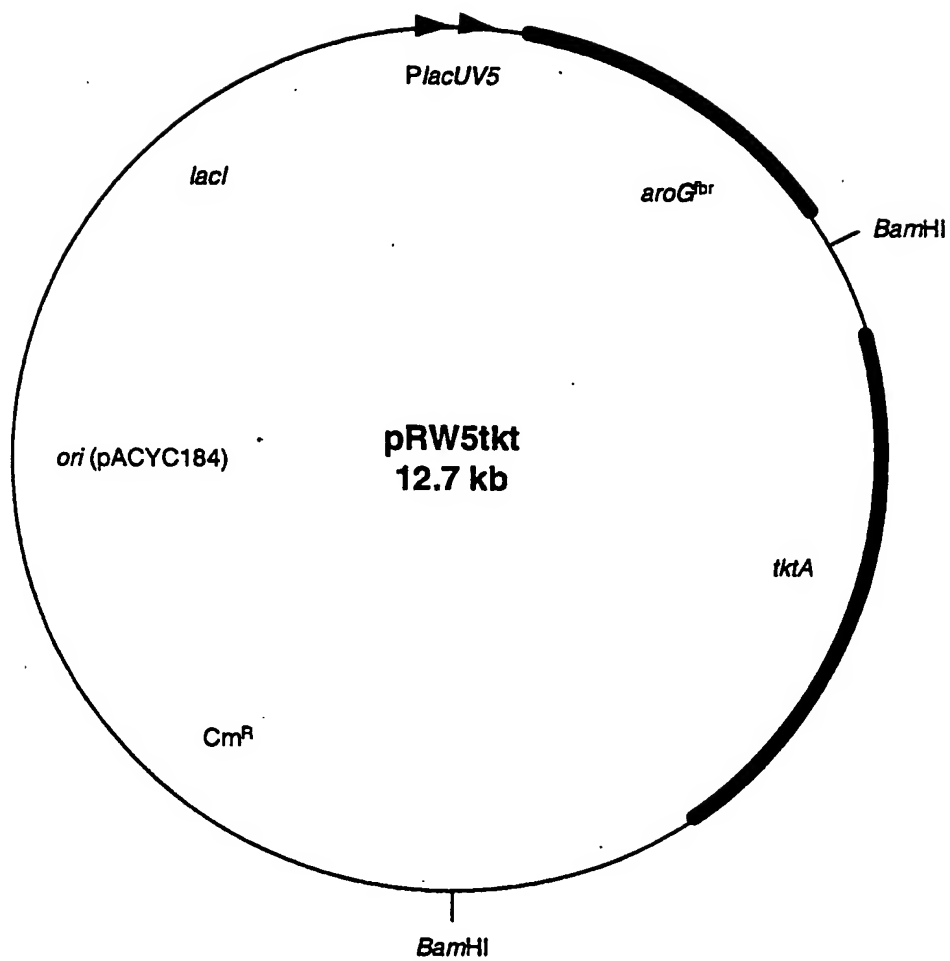 PlacUV5
lacI
aroGfbr
BamHI
pRW5tkt
12.7 kb
ori (pACYC184)
tktA
CmR
BamHI